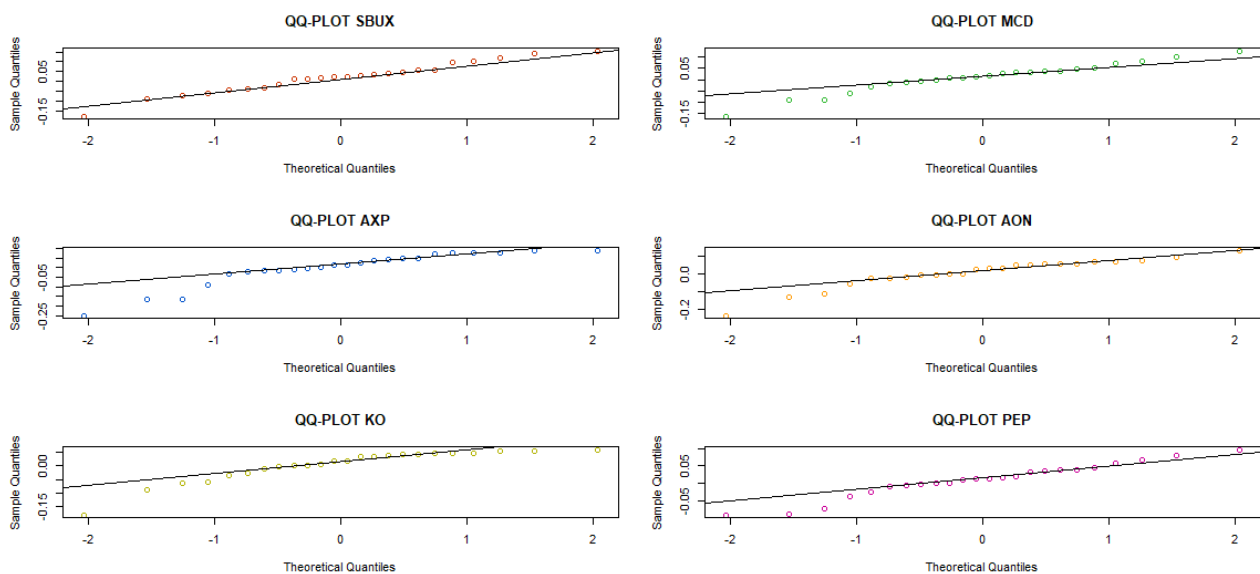 QQ-PLOT SBUX
Sample Quantiles
0.05
-0.15
-2 -1 0 1 2
Theoretical Quantiles
QQ-PLOT MCD
Sample Quantiles
0.05
-0.15
-2 -1 0 1 2
Theoretical Quantiles
QQ-PLOT AXP
Sample Quantiles
-0.05
-0.25
-2 -1 0 1 2
Theoretical Quantiles
QQ-PLOT AON
Sample Quantiles
0.0
-0.2
-2 -1 0 1 2
Theoretical Quantiles
QQ-PLOT KO
Sample Quantiles
0.00
-0.15
-2 -1 0 1 2
Theoretical Quantiles
QQ-PLOT PEP
Sample Quantiles
0.05
-0.05
-2 -1 0 1 2
Theoretical Quantiles